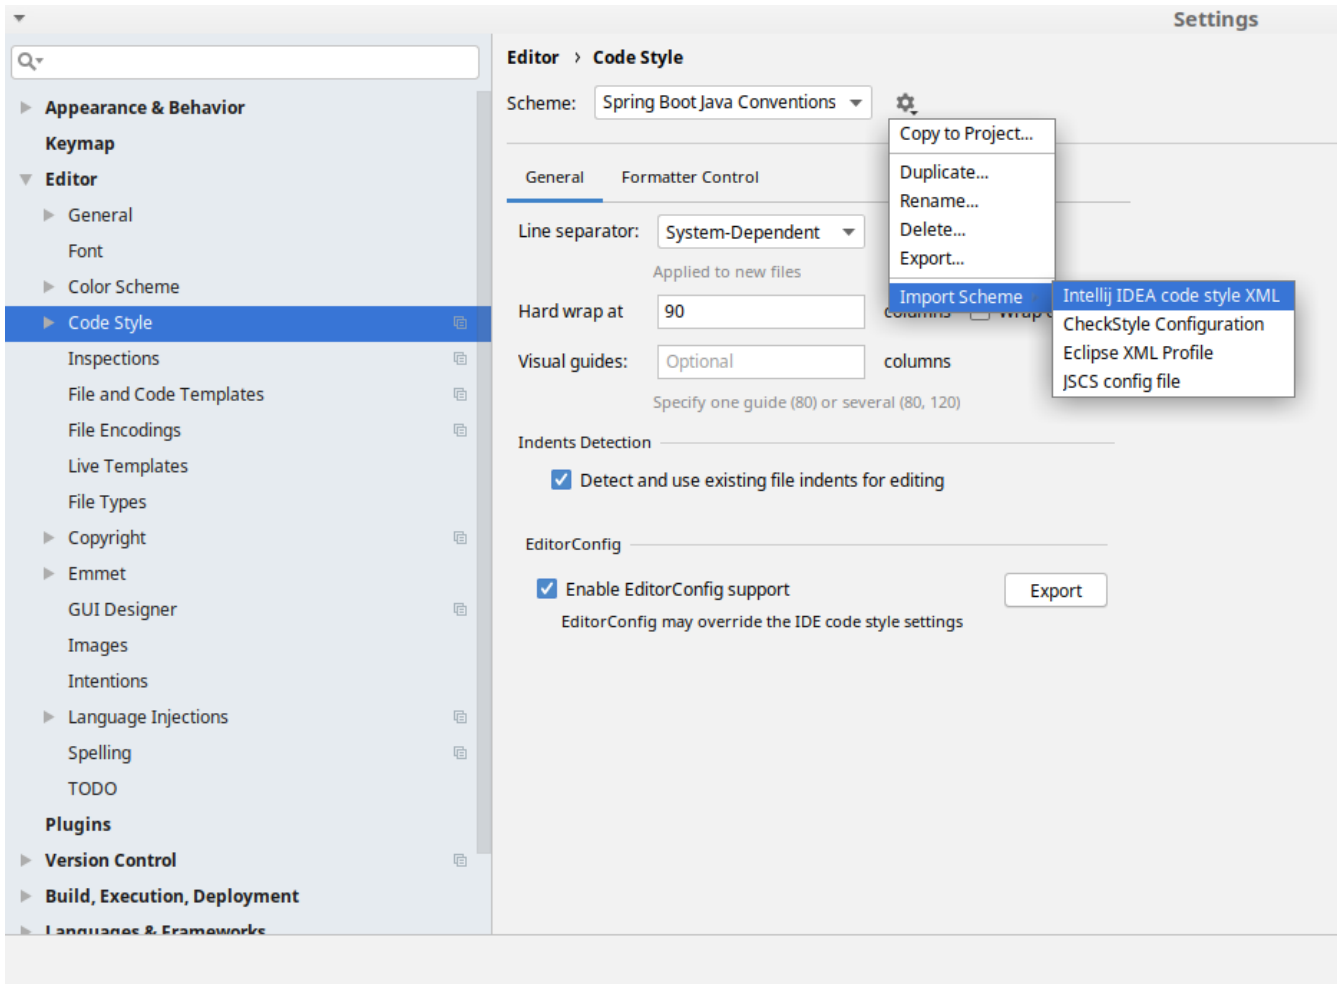 Settings
Appearance & Behavior
Keymap
Editor
General
Font
Color Scheme
Code Style
Inspections
File and Code Templates
File Encodings
Live Templates
File Types
Copyright
Emmet
GUI Designer
Images
Intentions
Language Injections
Spelling
TODO
Plugins
Version Control
Build, Execution, Deployment
Languages & Frameworks
Editor › Code Style
Scheme: Spring Boot Java Conventions
General Formatter Control
Line separator: System-Dependent
Applied to new files
Hard wrap at 90 columns Wrap
Visual guides: Optional columns
Specify one guide (80) or several (80, 120)
Indents Detection
Detect and use existing file indents for editing
EditorConfig
Enable EditorConfig support Export
EditorConfig may override the IDE code style settings
Copy to Project...
Duplicate...
Rename...
Delete...
Export...
Import Scheme
Intellij IDEA code style XML
CheckStyle Configuration
Eclipse XML Profile
JSCS config file